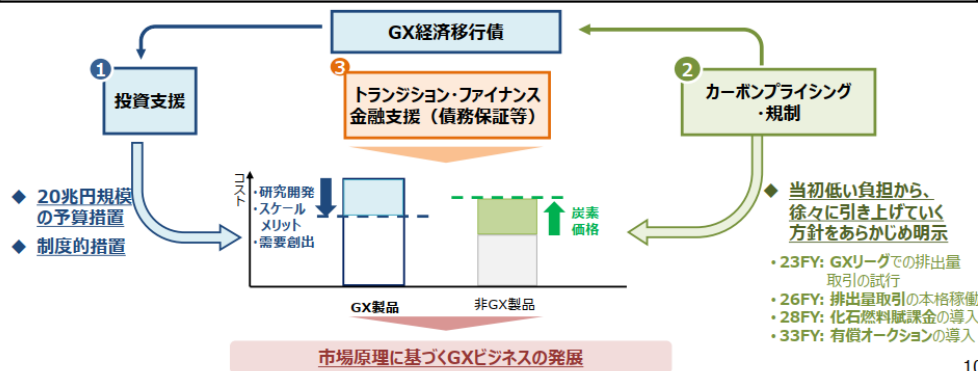 GX経済移行債
1
投資支援
3
トランジション・ファイナンス
金融支援（債務保証等）
2
カーボンプライシング
・規制
◆ 20兆円規模
の予算措置
◆ 制度的措置
コスト
・研究開発
・スケール
メリット
・需要創出
炭素
価格
GX製品
非GX製品
◆ 当初低い負担から、
徐々に引き上げていく
方針をあらかじめ明示
・23FY: GXリーグでの排出量
取引の試行
・26FY: 排出量取引の本格稼働
・28FY: 化石燃料賦課金の導入
・33FY: 有償オークションの導入
市場原理に基づくGXビジネスの発展
10